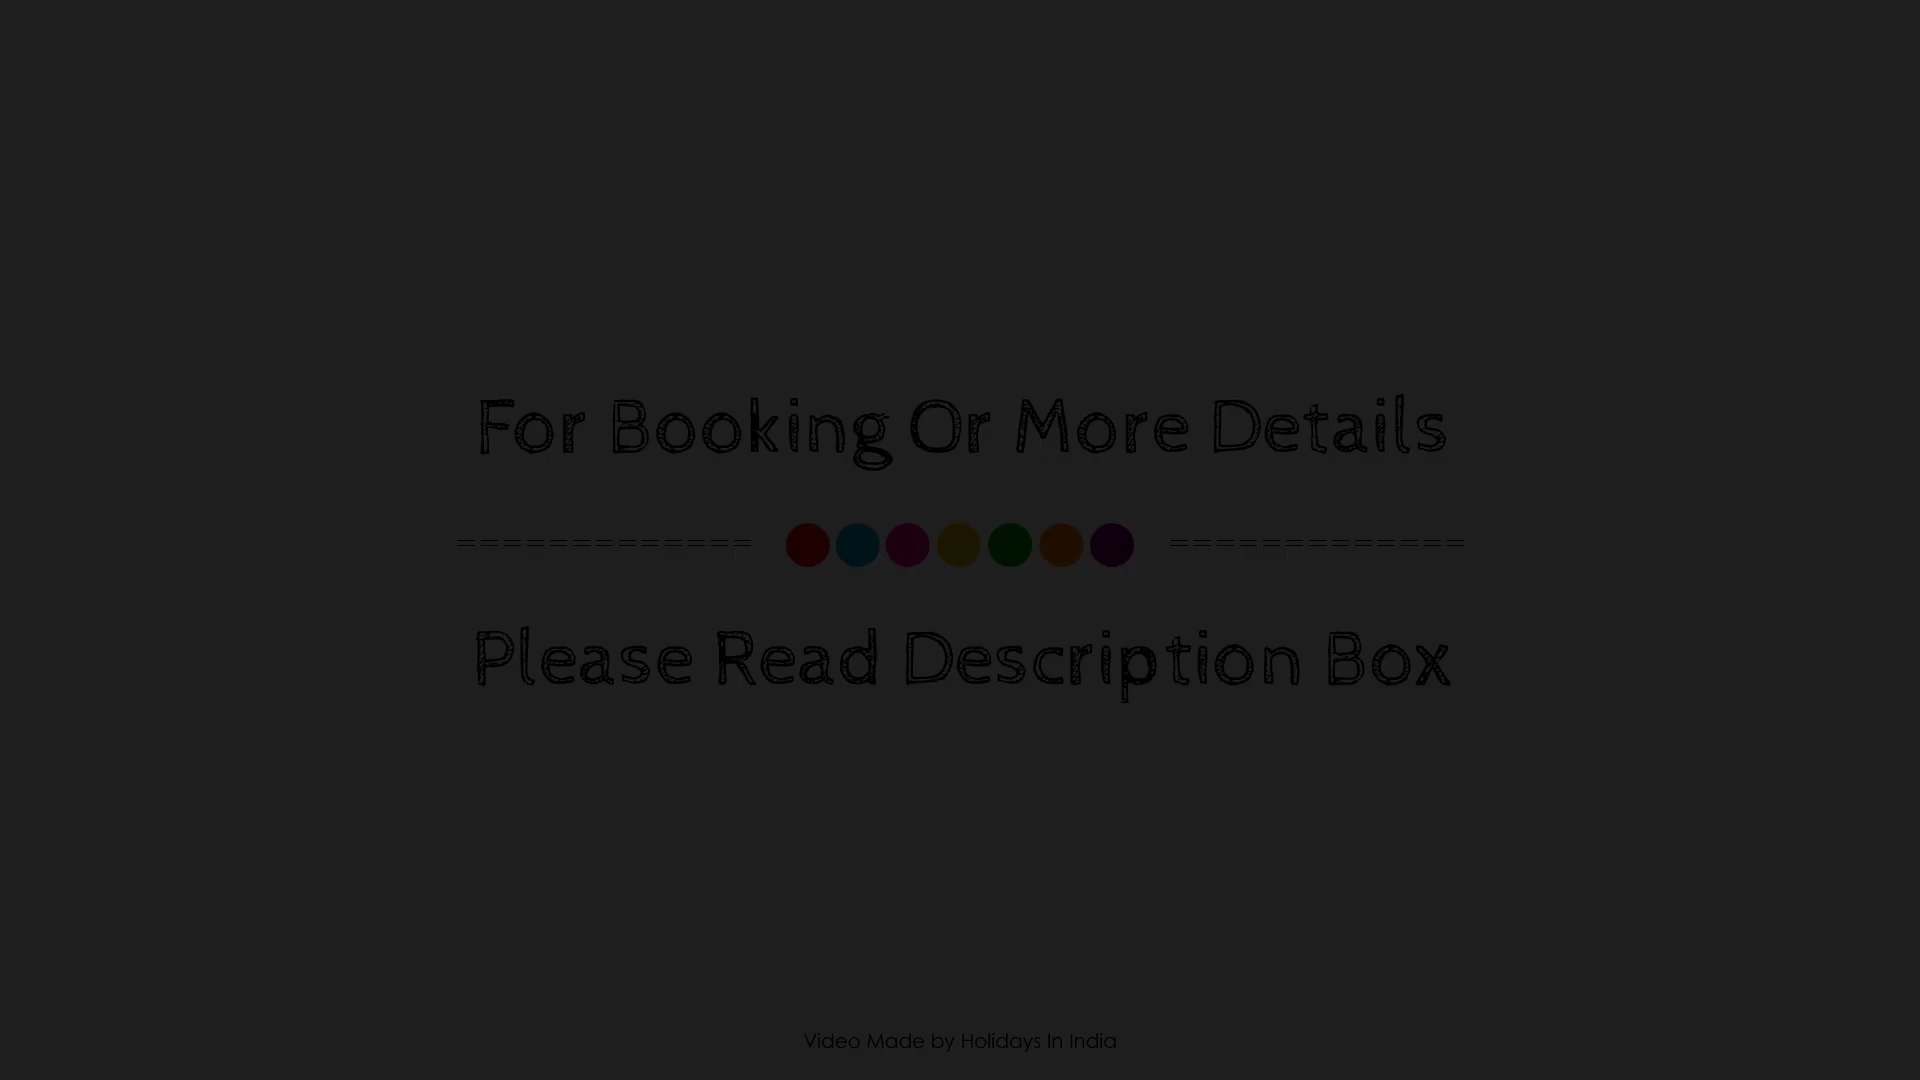 For Booking Or More Details
============= =============
Please Read Description Box
Video Made by Holidays In India